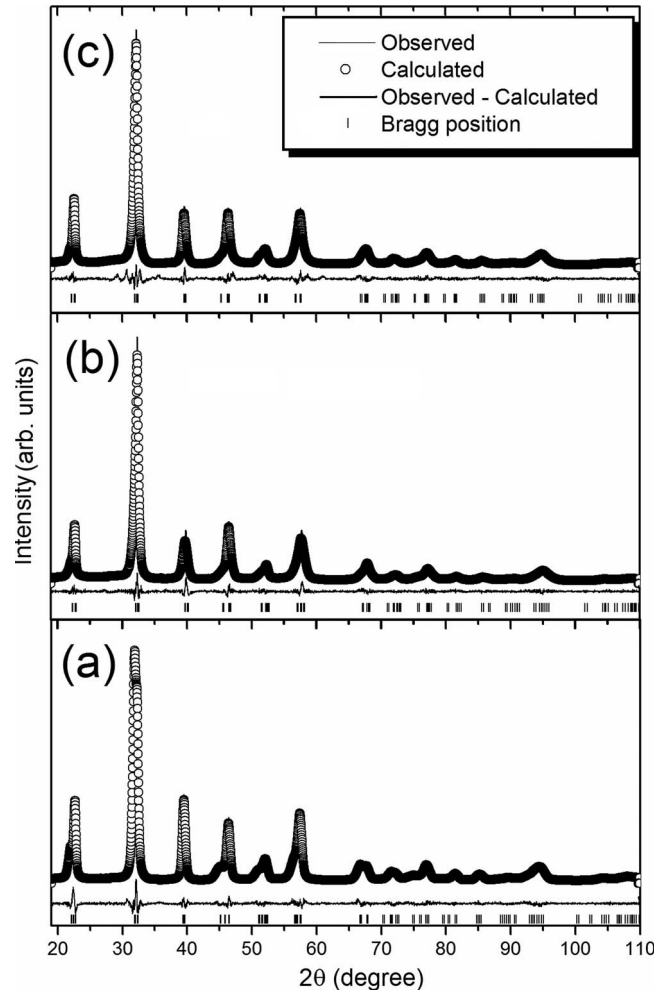 (c)
Observed
Calculated
Observed - Calculated
Bragg position
(b)
Intensity (arb. units)
(a)
20 30 40 50 60 70 80 90 100 110
2θ (degree)